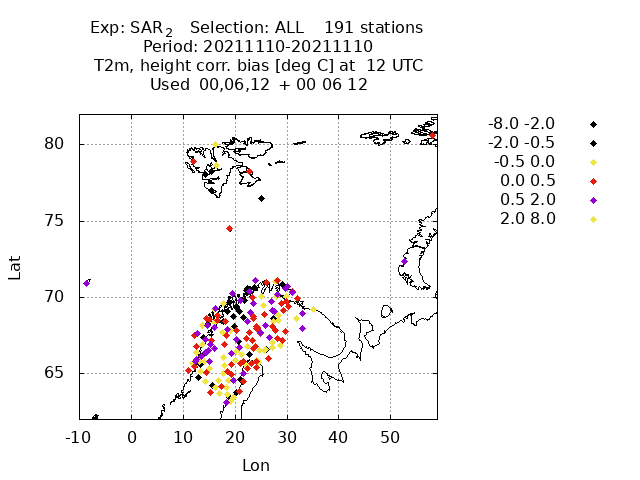 Exp: SAR2 Selection: ALL 191 stations
Period: 20211110-20211110
T2m, height corr. bias [deg C] at 12 UTC
Used 00,06,12 + 00 06 12
-8.0 -2.0
-2.0 -0.5
-0.5 0.0
0.0 0.5
0.5 2.0
2.0 8.0
80
75
70
65
Lat
-10 0 10 20 30 40 50
Lon